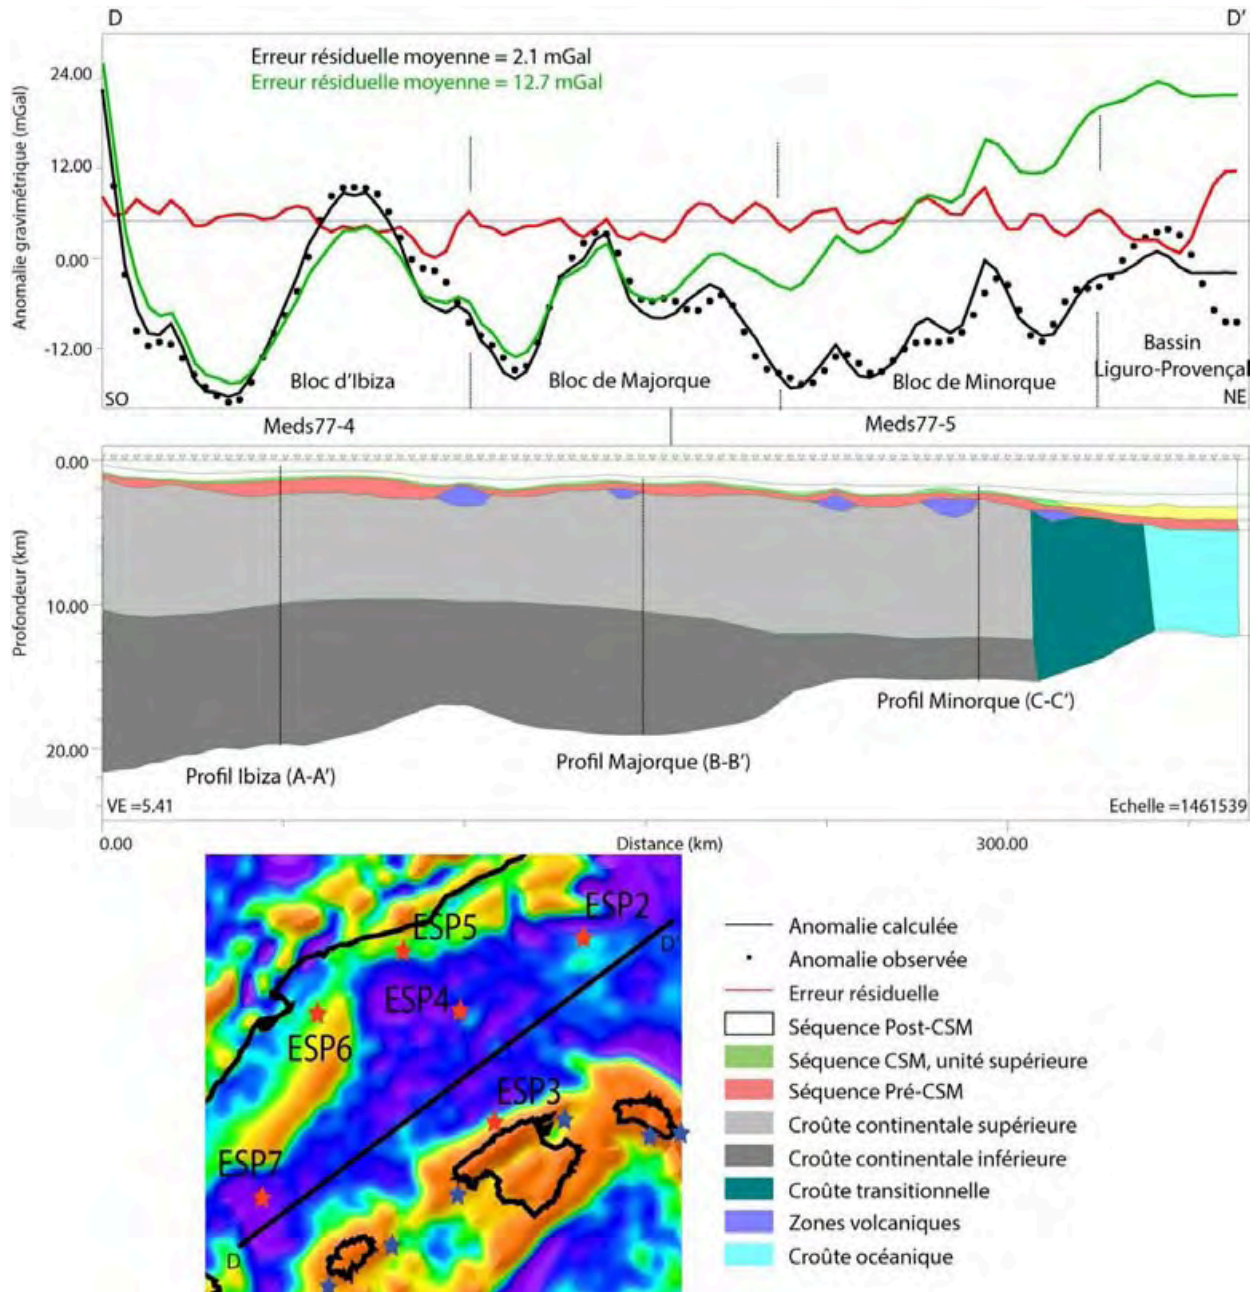 D
D'
Erreur résiduelle moyenne = 2.1 mGal
Erreur résiduelle moyenne = 12.7 mGal
Anomalie gravimétrique (mGal)
24.00
12.00
0.00
-12.00
Bloc d'Ibiza
Bloc de Majorque
Bloc de Minorque
Bassin
Liguro-Provençal
SO
NE
Meds77-4
Meds77-5
Profondeur (km)
0.00
10.00
20.00
Profil Ibiza (A-A')
Profil Majorque (B-B')
Profil Minorque (C-C')
VE =5.41
Echelle =1461539
0.00
Distance (km)
300.00
ESP2
ESP5
D'
ESP4
ESP6
ESP3
ESP7
D
Anomalie calculée
Anomalie observée
Erreur résiduelle
Séquence Post-CSM
Séquence CSM, unité supérieure
Séquence Pré-CSM
Croûte continentale supérieure
Croûte continentale inférieure
Croûte transitionnelle
Zones volcaniques
Croûte océanique